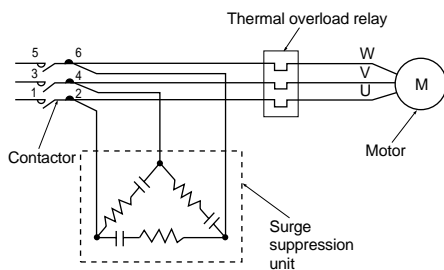 Thermal overload relay
5 6 W
3 4 V
1 2 U
M
Contactor
Motor
Surge
suppression
unit